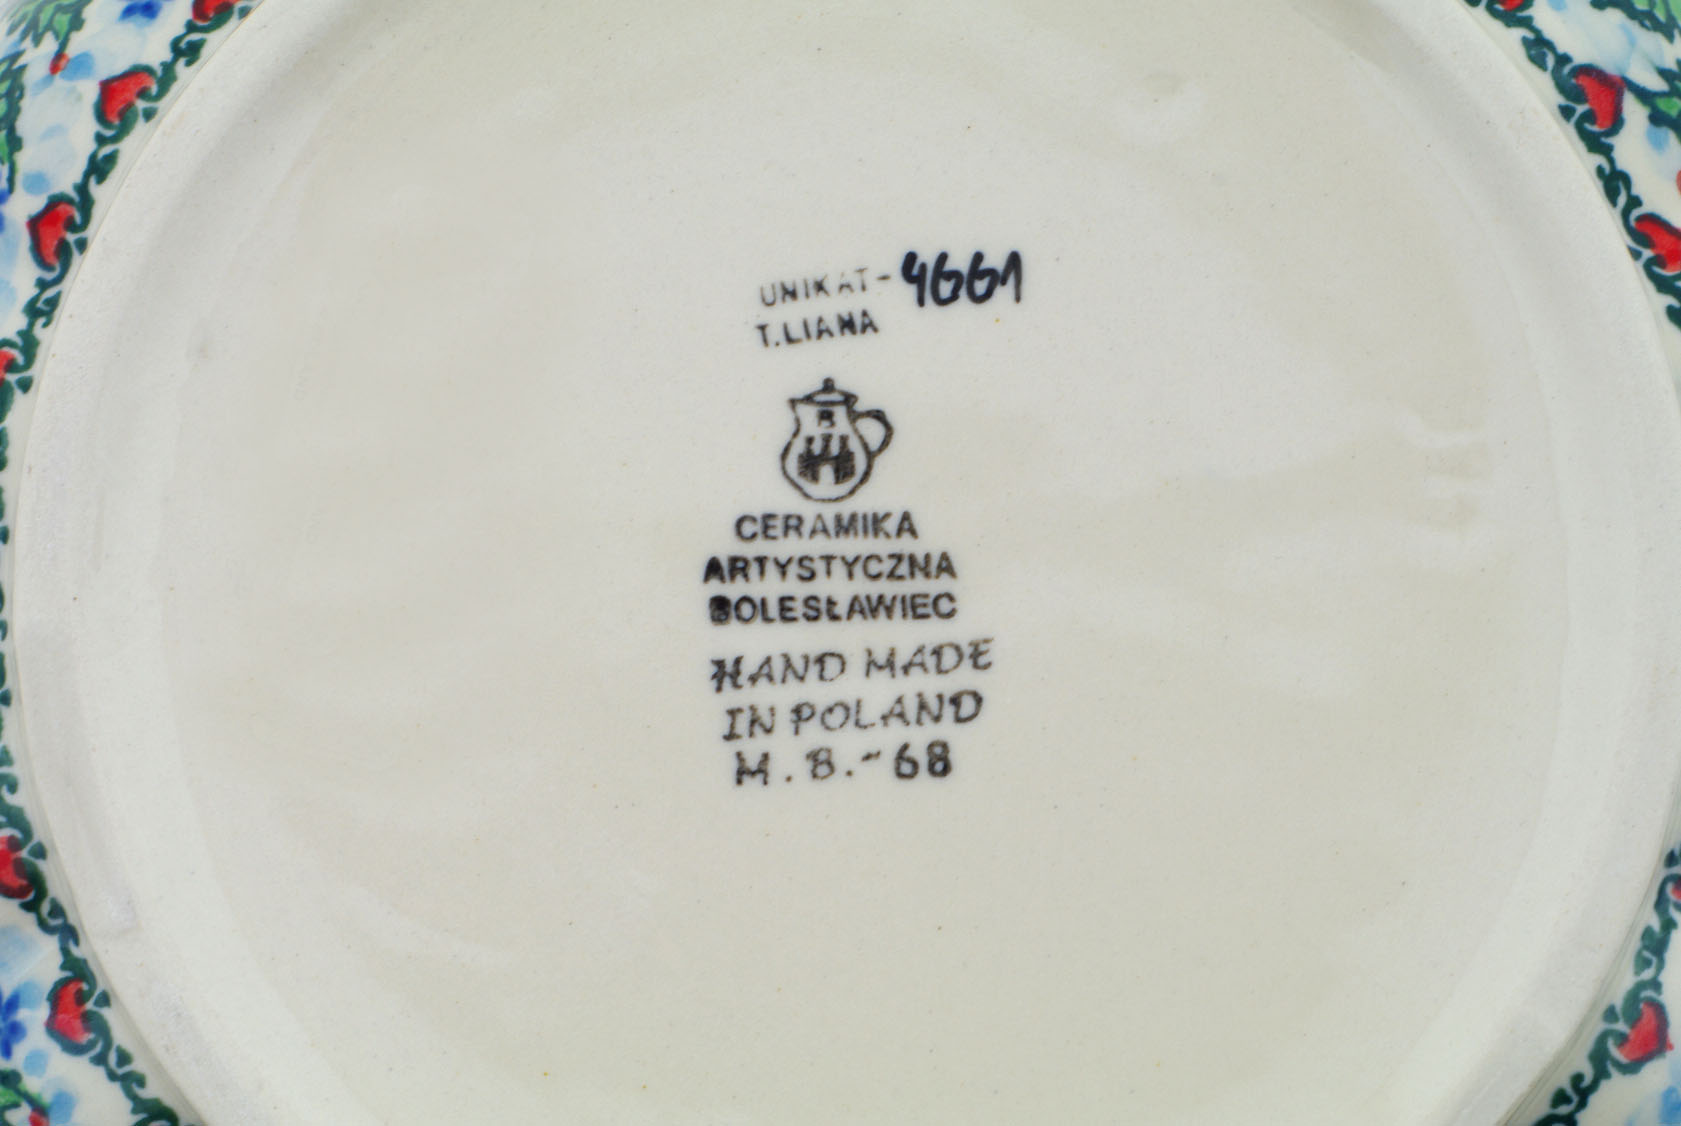 UNIKAT-4661
T.LIANA
B
CERAMIKA
ARTYSTYCZNA
BOLESŁAWIEC
HAND MADE
IN POLAND
M.B.-68